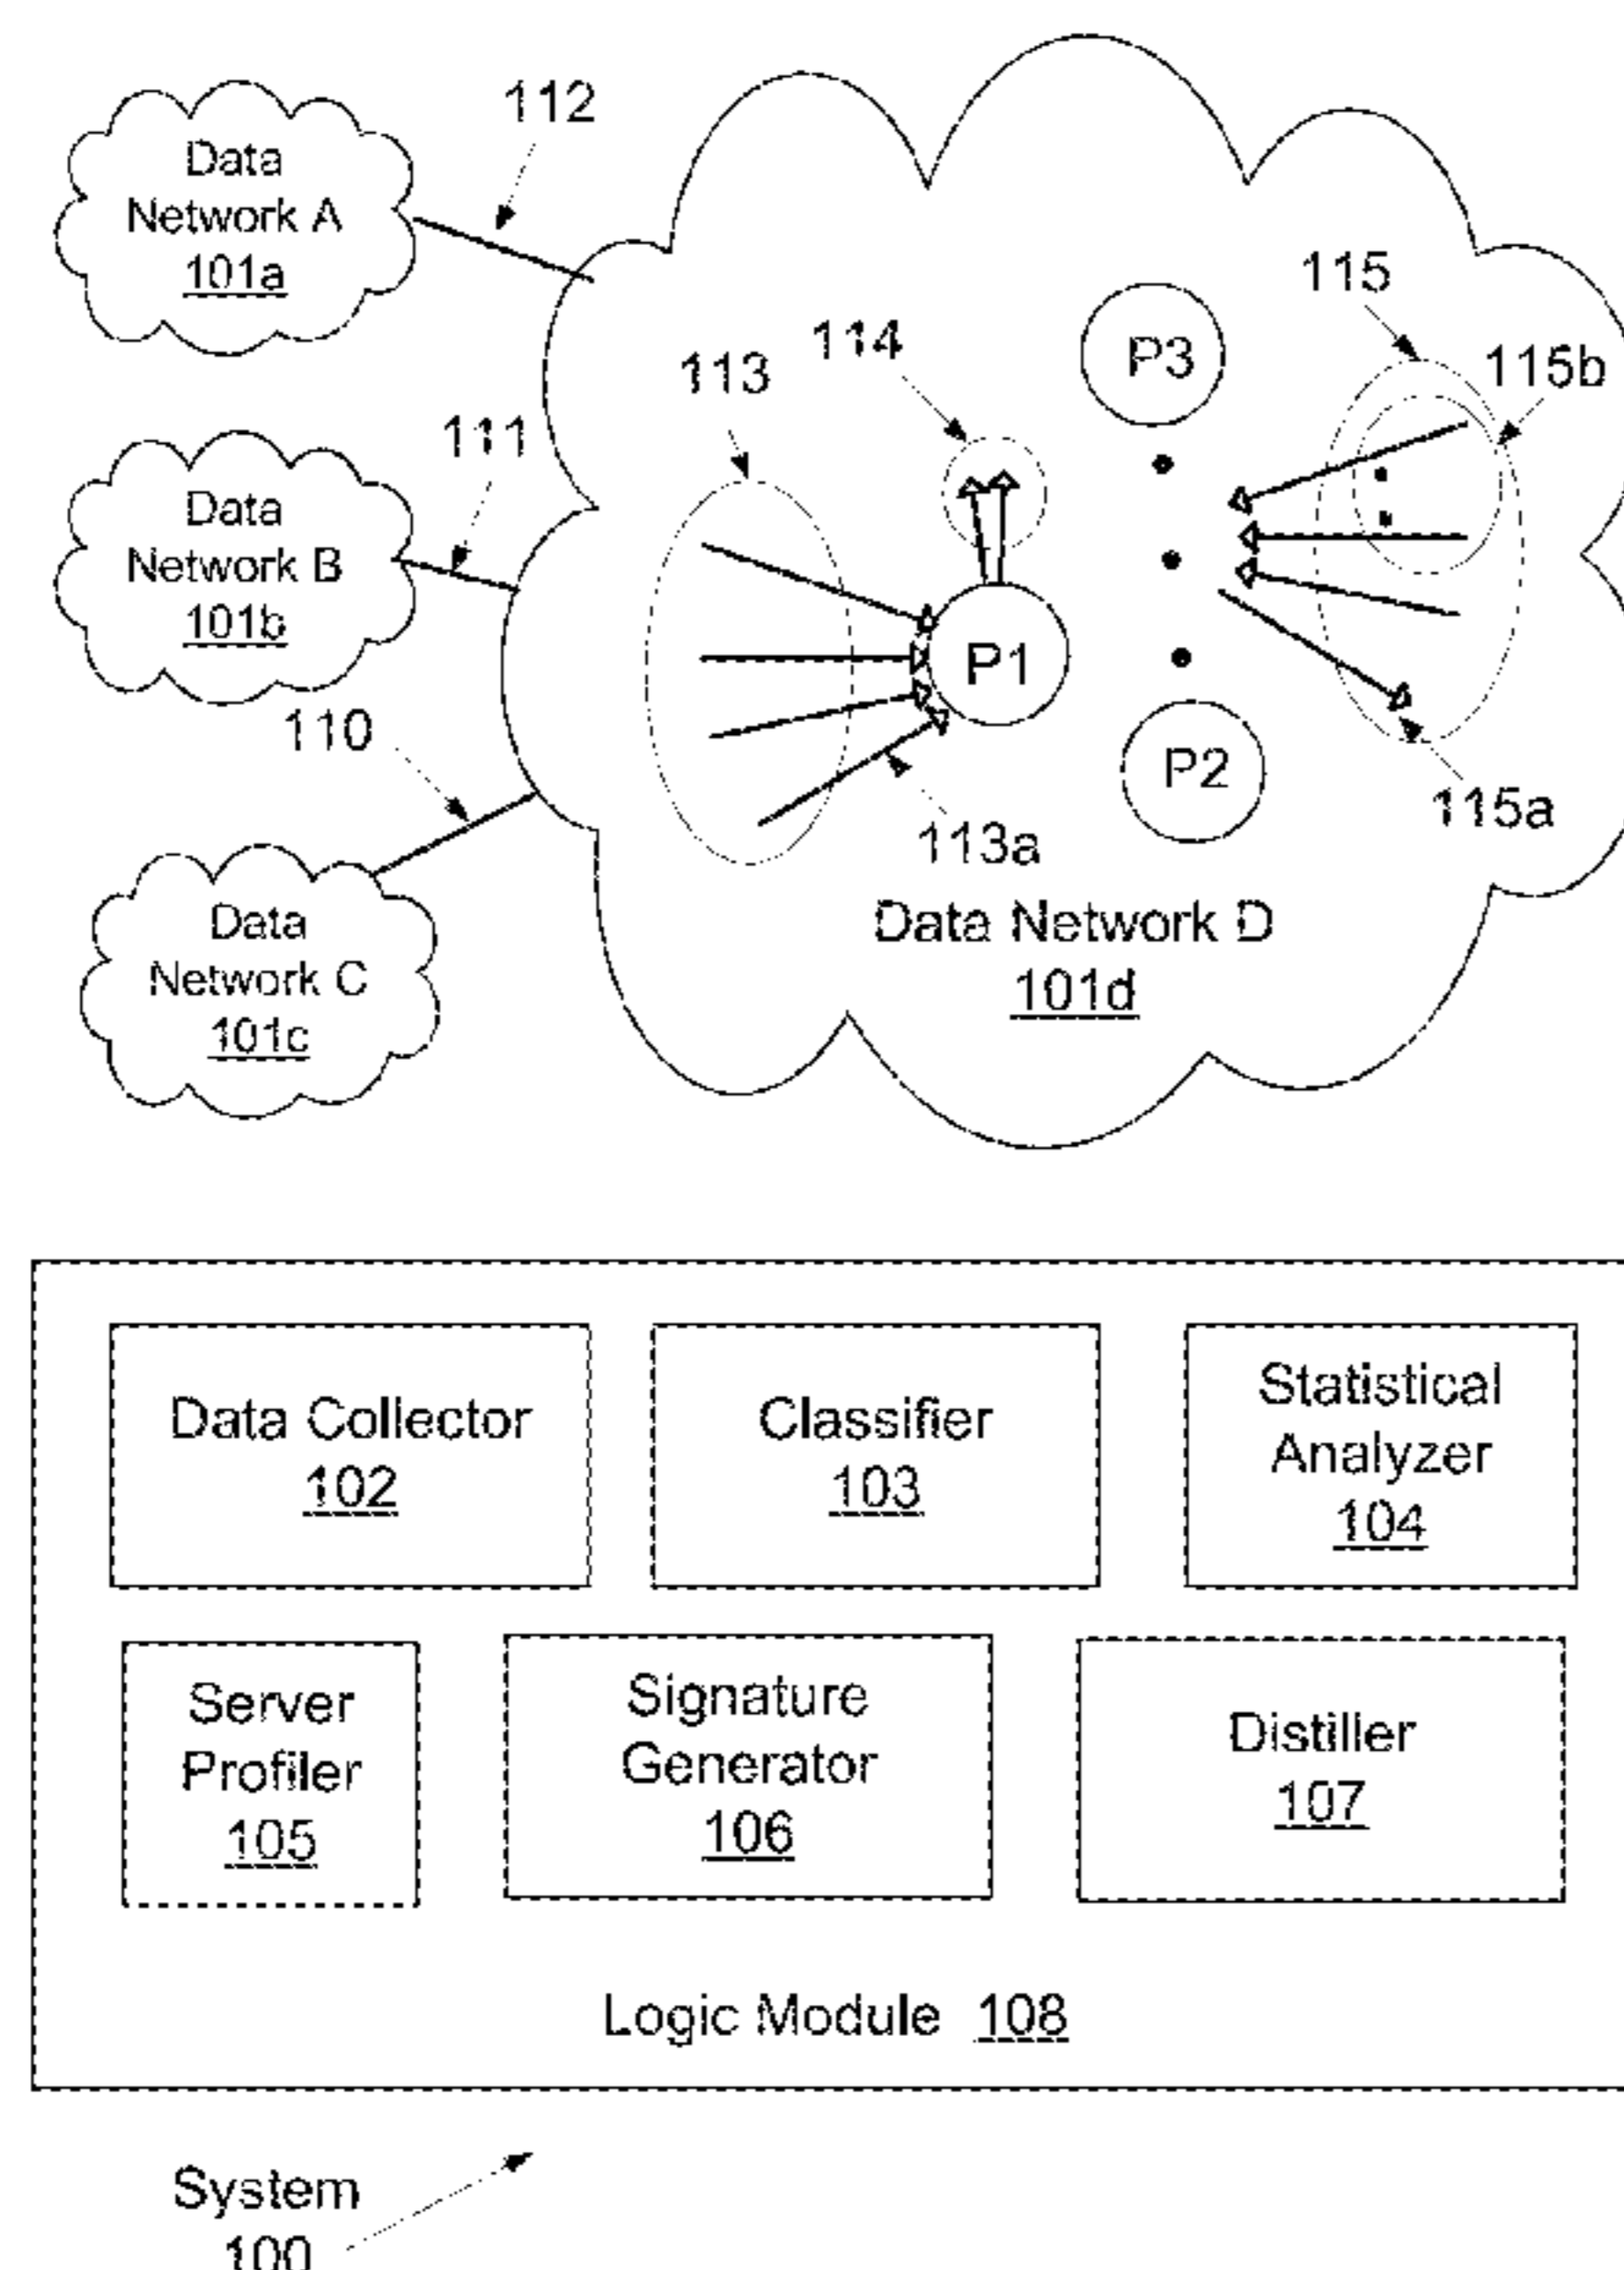 112
Data
Network A
101a
115
114
P3
115b
113
111
Data
Network B
101b
P1
110
P2
115a
113a
Data Network D
101d
Data
Network C
101c
Data Collector
102
Classifier
103
Statistical
Analyzer
104
Server
Profiler
105
Signature
Generator
106
Distiller
107
Logic Module 108
System
100